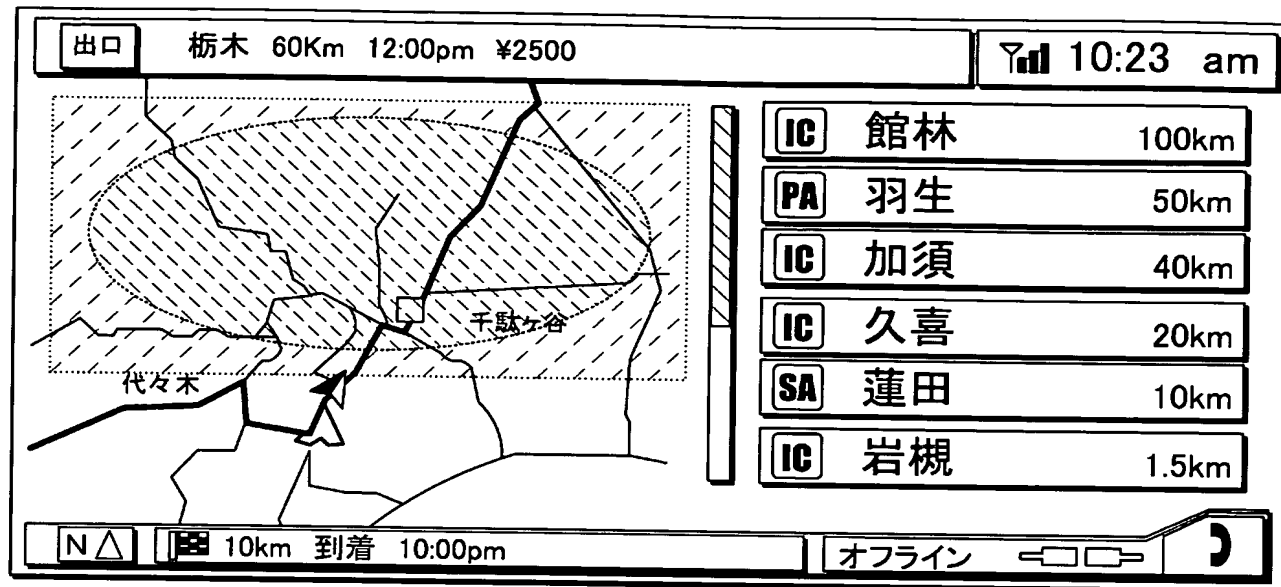 出口 栃木 60Km 12:00pm ¥2500
10:23 am
IC 館林 100km
PA 羽生 50km
IC 加須 40km
IC 久喜 20km
SA 蓮田 10km
IC 岩槻 1.5km
千駄ヶ谷
代々木
N 10km 到着 10:00pm
オフライン